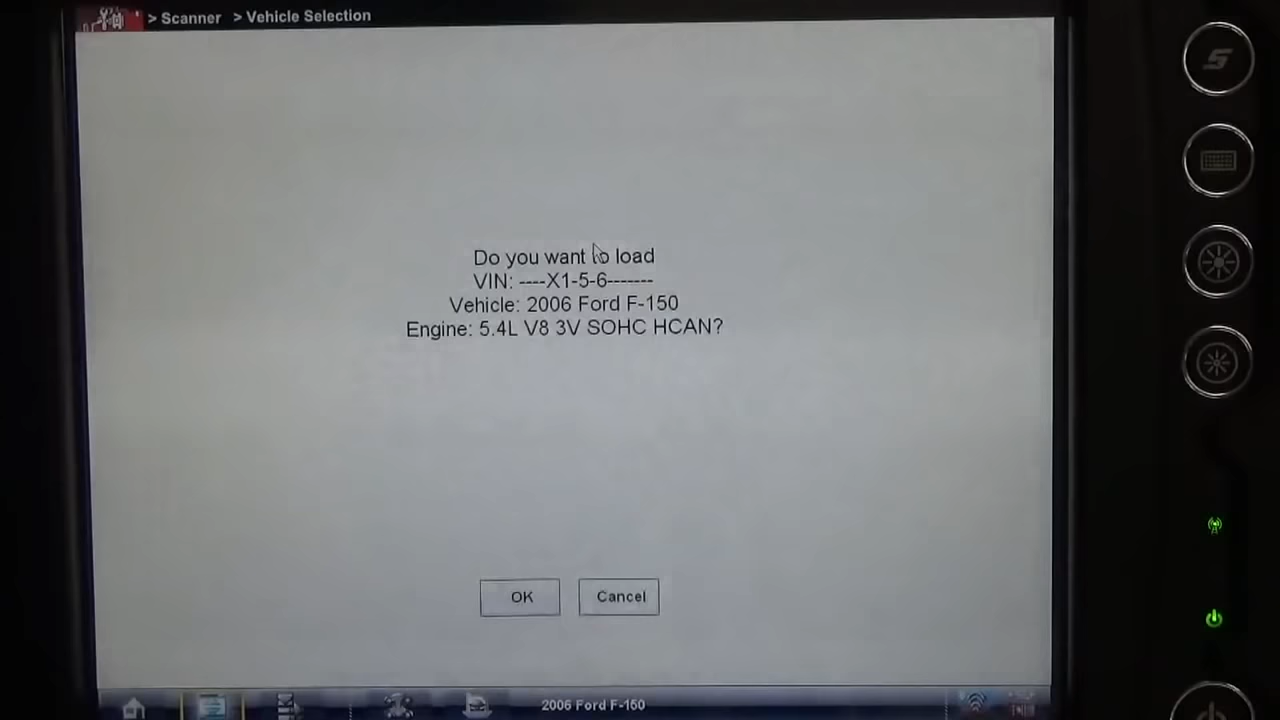 > Scanner > Vehicle Selection
Do you want to load
VIN: ----X1-5-6-------
Vehicle: 2006 Ford F-150
Engine: 5.4L V8 3V SOHC HCAN?
OK Cancel
2006 Ford F-150